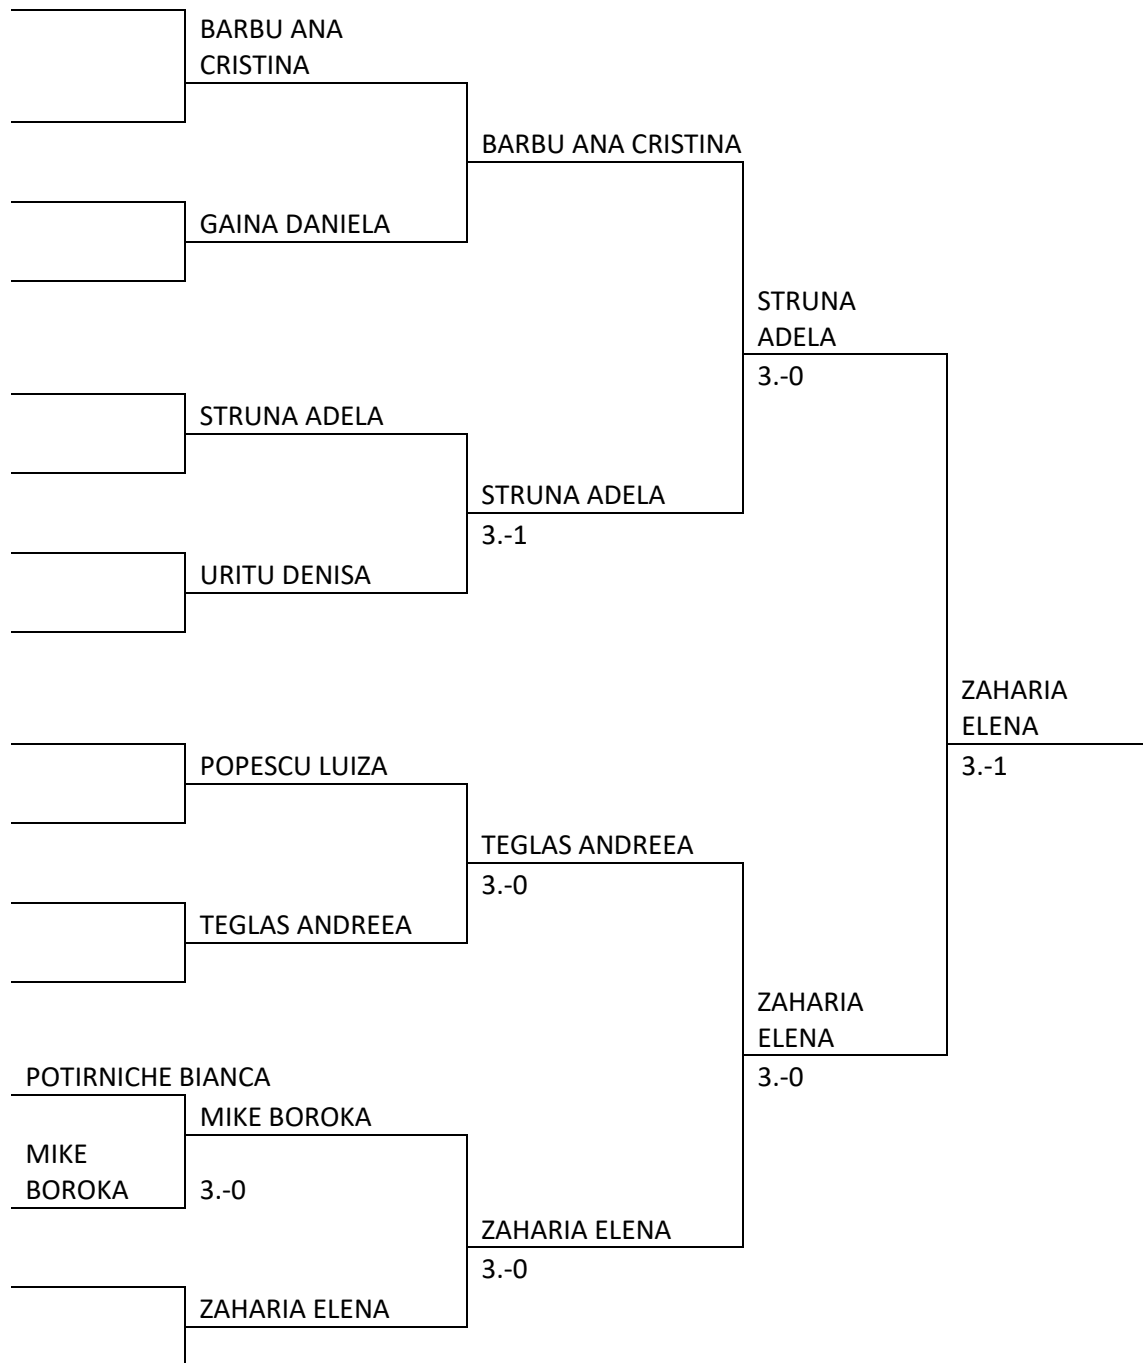 BARBU ANA
CRISTINA
BARBU ANA CRISTINA
GAINA DANIELA
STRUNA
ADELA
3.-0
STRUNA ADELA
STRUNA ADELA
3.-1
URITU DENISA
ZAHARIA
ELENA
3.-1
POPESCU LUIZA
TEGLAS ANDREEA
3.-0
TEGLAS ANDREEA
ZAHARIA
ELENA
3.-0
POTIRNICHE BIANCA
MIKE BOROKA
MIKE
BOROKA
3.-0
ZAHARIA ELENA
3.-0
ZAHARIA ELENA